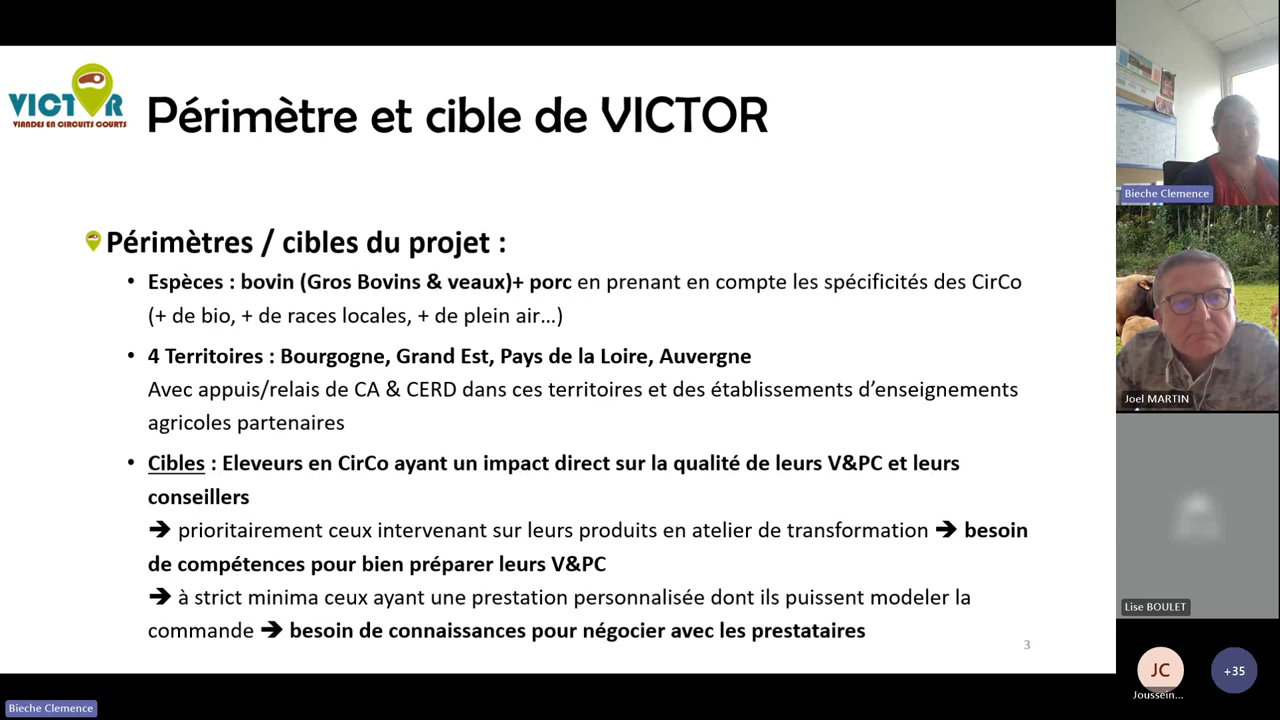 VICTOR
VIANDES EN CIRCUITS COURTS
Périmètre et cible de VICTOR
Périmètres / cibles du projet :
• Espèces : bovin (Gros Bovins & veaux)+ porc en prenant en compte les spécificités des CirCo
(+ de bio, + de races locales, + de plein air…)
• 4 Territoires : Bourgogne, Grand Est, Pays de la Loire, Auvergne
Avec appuis/relais de CA & CERD dans ces territoires et des établissements d’enseignements
agricoles partenaires
• Cibles : Eleveurs en CirCo ayant un impact direct sur la qualité de leurs V&PC et leurs
conseillers
➔ prioritairement ceux intervenant sur leurs produits en atelier de transformation ➔ besoin
de compétences pour bien préparer leurs V&PC
➔ à strict minima ceux ayant une prestation personnalisée dont ils puissent modeler la
commande ➔ besoin de connaissances pour négocier avec les prestataires
3
Bieche Clemence
Joel MARTIN
Lise BOULET
JC
+35
Joussein...
Bieche Clemence